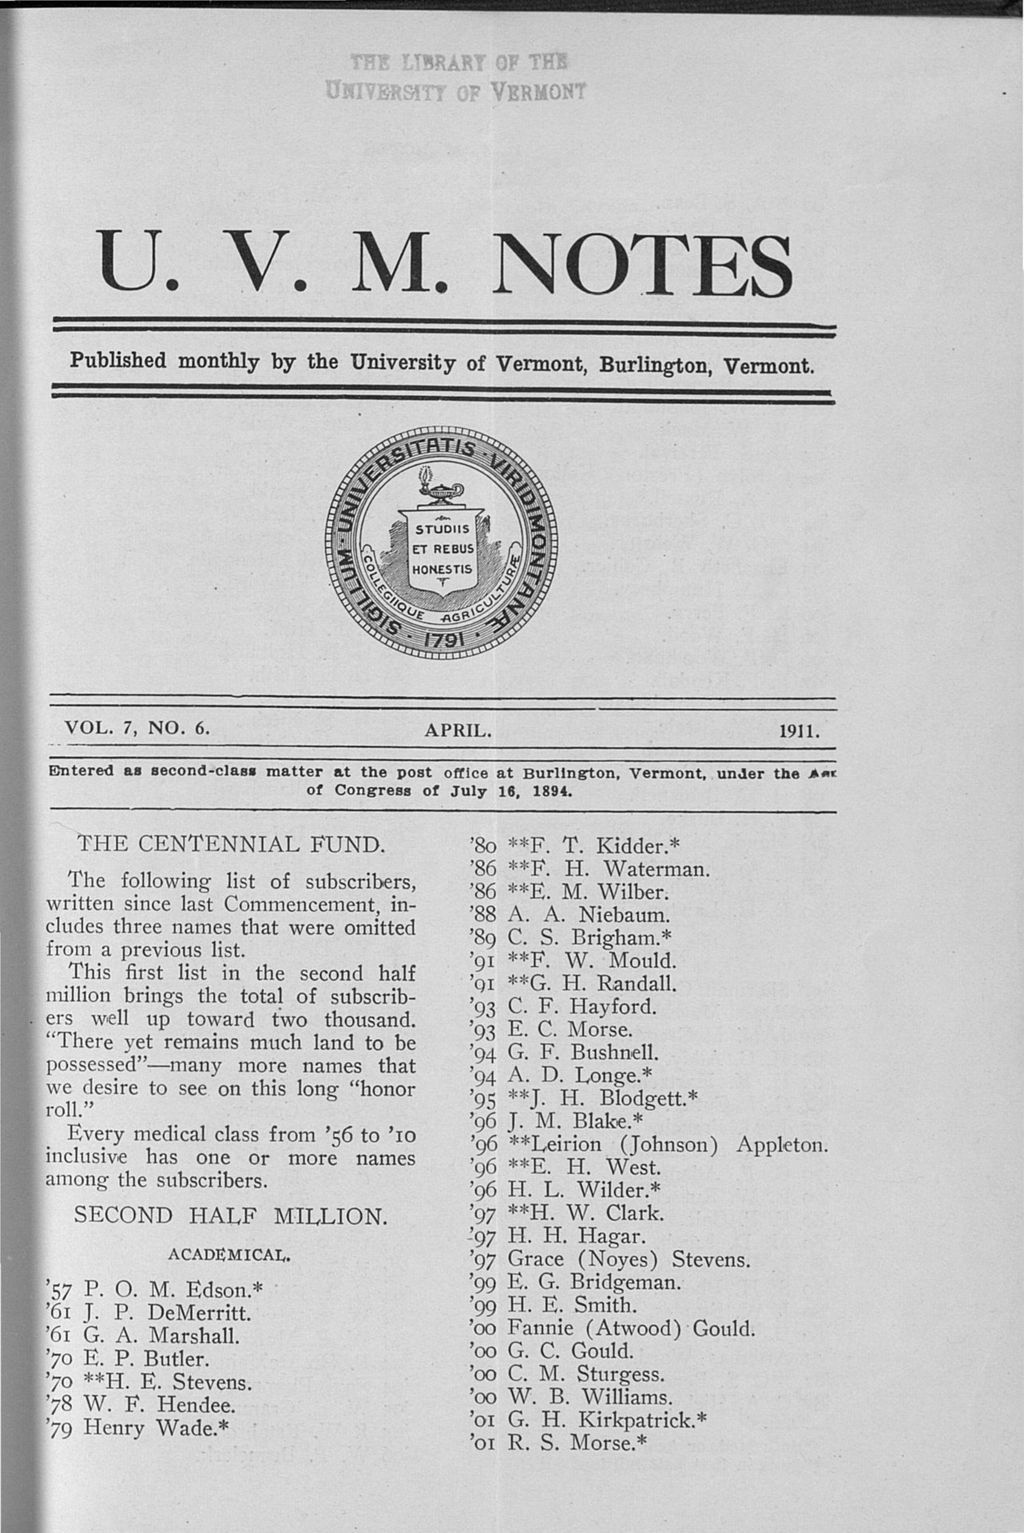 THE LIBRARY OF THE
UNIVERSITY OF VERMONT
U. V. M. NOTES
Published monthly by the University of Vermont, Burlington, Vermont.
SIGILLUM · UNIVERSITATIS · VIRIDIMONTANÆ
STUDIIS
ET REBUS
HONESTIS
COLLEGIIQUE AGRICULTURÆ
· 1791 ·
VOL. 7, NO. 6. APRIL. 1911.
Entered as second-class matter at the post office at Burlington, Vermont, under the
of Congress of July 16, 1894.
THE CENTENNIAL FUND.
The following list of subscribers,
written since last Commencement, in-
cludes three names that were omitted
from a previous list.
This first list in the second half
million brings the total of subscrib-
ers well up toward two thousand.
“There yet remains much land to be
possessed”—many more names that
we desire to see on this long “honor
roll.”
Every medical class from ’56 to ’10
inclusive has one or more names
among the subscribers.
SECOND HALF MILLION.
ACADEMICAL.
’57 P. O. M. Edson.*
’61 J. P. DeMerritt.
’61 G. A. Marshall.
’70 E. P. Butler.
’70 **H. E. Stevens.
’78 W. F. Hendee.
’79 Henry Wade.*
’80 **F. T. Kidder.*
’86 **F. H. Waterman.
’86 **E. M. Wilber.
’88 A. A. Niebaum.
’89 C. S. Brigham.*
’91 **F. W. Mould.
’91 **G. H. Randall.
’93 C. F. Hayford.
’93 E. C. Morse.
’94 G. F. Bushnell.
’94 A. D. Longe.*
’95 **J. H. Blodgett.*
’96 J. M. Blake.*
’96 **Leirion (Johnson) Appleton.
’96 **E. H. West.
’96 H. L. Wilder.*
’97 **H. W. Clark.
’97 H. H. Hagar.
’97 Grace (Noyes) Stevens.
’99 E. G. Bridgeman.
’99 H. E. Smith.
’00 Fannie (Atwood) Gould.
’00 G. C. Gould.
’00 C. M. Sturgess.
’00 W. B. Williams.
’01 G. H. Kirkpatrick.*
’01 R. S. Morse.*